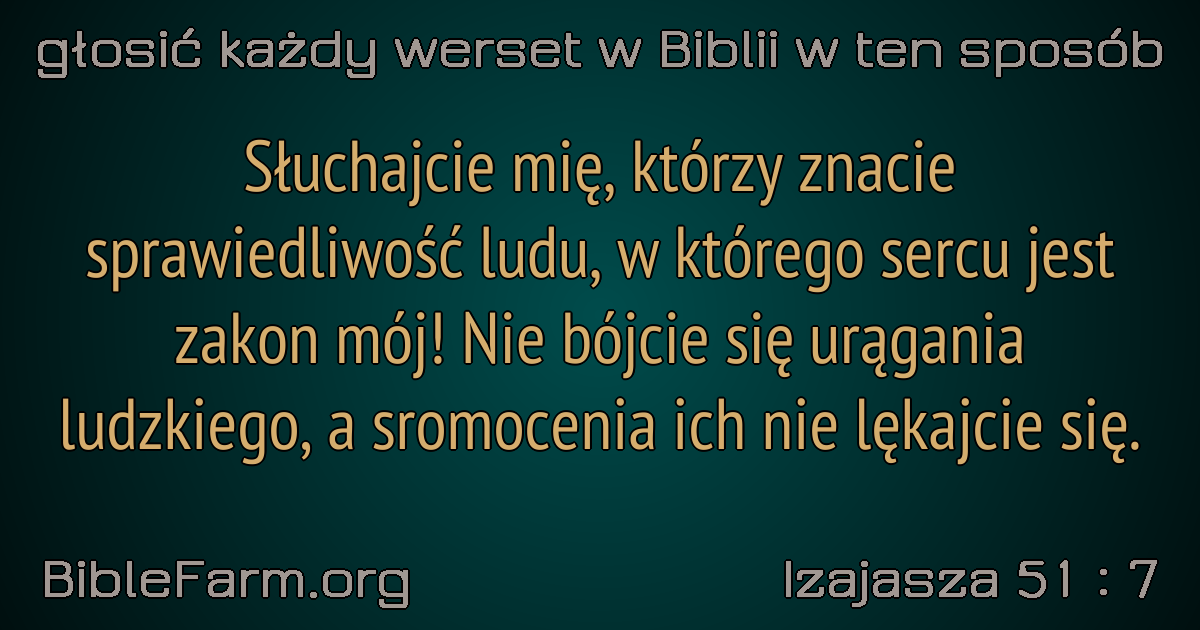 głosić każdy werset w Biblii w ten sposób
Słuchajcie mię, którzy znacie
sprawiedliwość ludu, w którego sercu jest
zakon mój! Nie bójcie się urągania
ludzkiego, a sromocenia ich nie lękajcie się.
BibleFarm.org
Izajasza 51 : 7